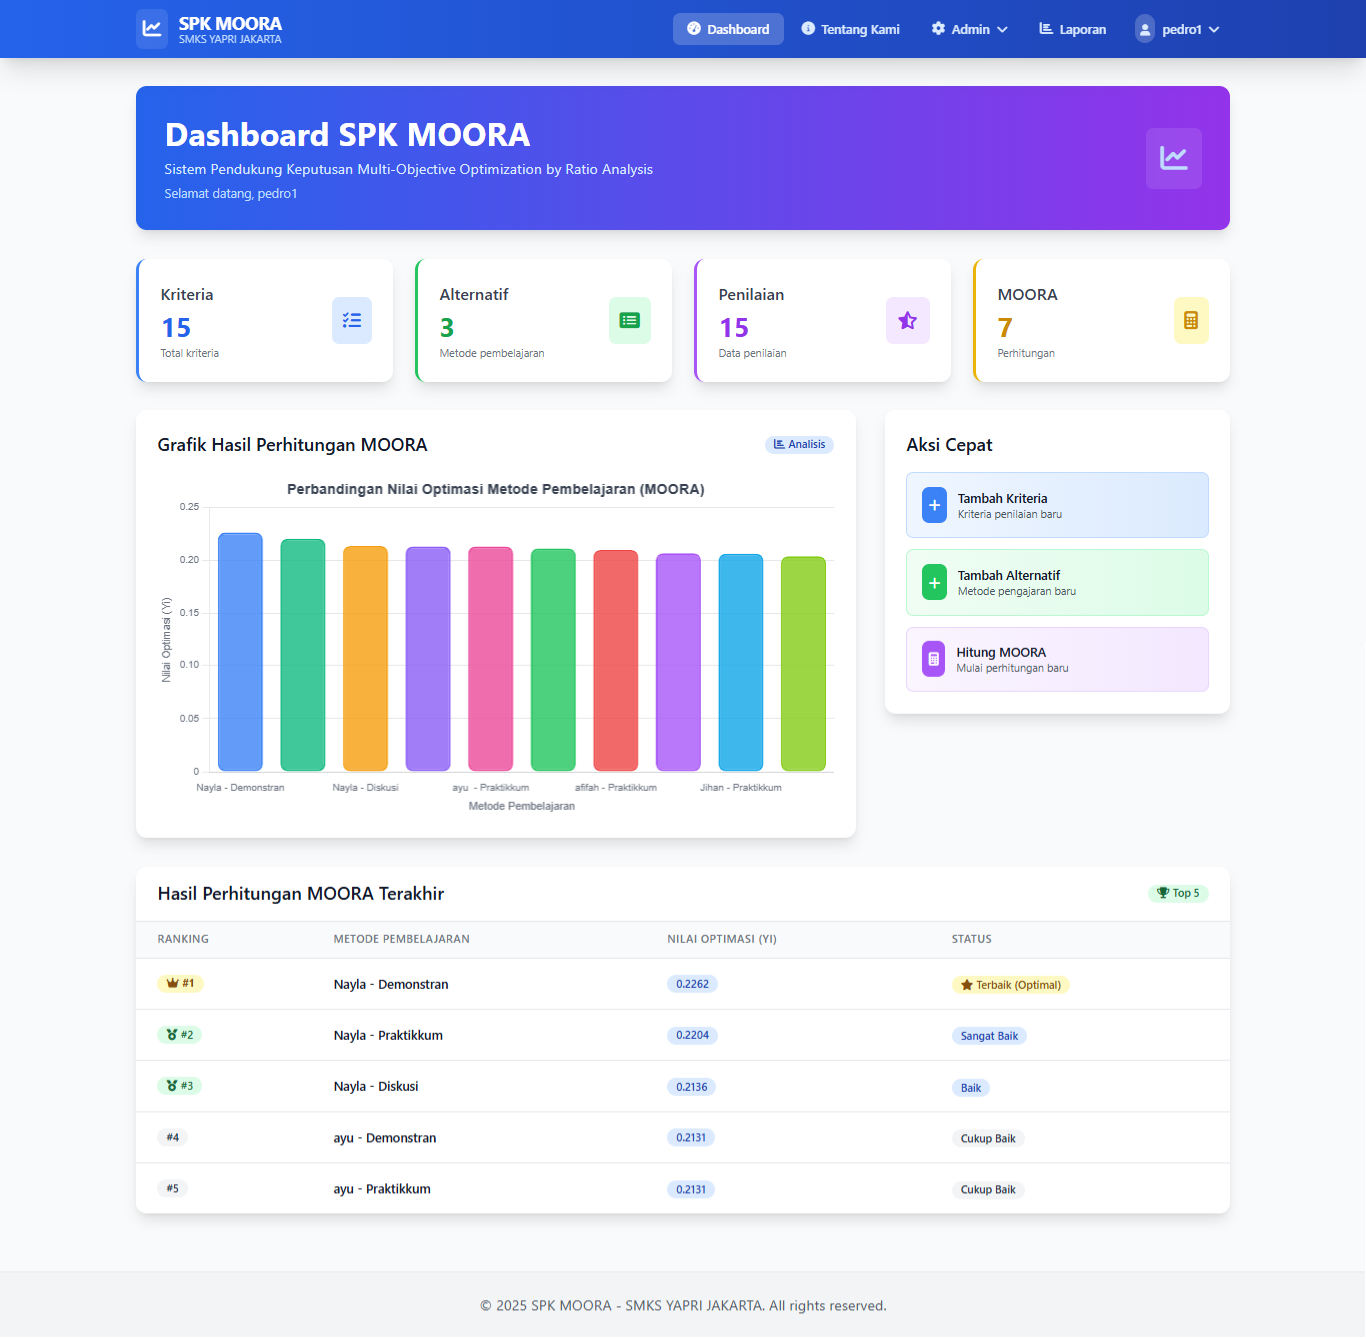 SPK MOORA
SMKS YAPRI JAKARTA
Dashboard
Tentang Kami
Admin
Laporan
pedro1
Dashboard SPK MOORA
Sistem Pendukung Keputusan Multi-Objective Optimization by Ratio Analysis
Selamat datang, pedro1
Kriteria
15
Total kriteria
Alternatif
3
Metode pembelajaran
Penilaian
15
Data penilaian
MOORA
7
Perhitungan
Grafik Hasil Perhitungan MOORA
Analisis
Perbandingan Nilai Optimasi Metode Pembelajaran (MOORA)
Nilai Optimasi (Yi)
0.25
0.20
0.15
0.10
0.05
0
Nayla - Demonstran
Nayla - Diskusi
ayu - Praktikkum
afifah - Praktikkum
Jihan - Praktikkum
Metode Pembelajaran
Aksi Cepat
Tambah Kriteria
Kriteria penilaian baru
Tambah Alternatif
Metode pengajaran baru
Hitung MOORA
Mulai perhitungan baru
Hasil Perhitungan MOORA Terakhir
Top 5
RANKING METODE PEMBELAJARAN NILAI OPTIMASI (YI) STATUS
#1 Nayla - Demonstran 0.2262 Terbaik (Optimal)
#2 Nayla - Praktikkum 0.2204 Sangat Baik
#3 Nayla - Diskusi 0.2136 Baik
#4 ayu - Demonstran 0.2131 Cukup Baik
#5 ayu - Praktikkum 0.2131 Cukup Baik
© 2025 SPK MOORA - SMKS YAPRI JAKARTA. All rights reserved.